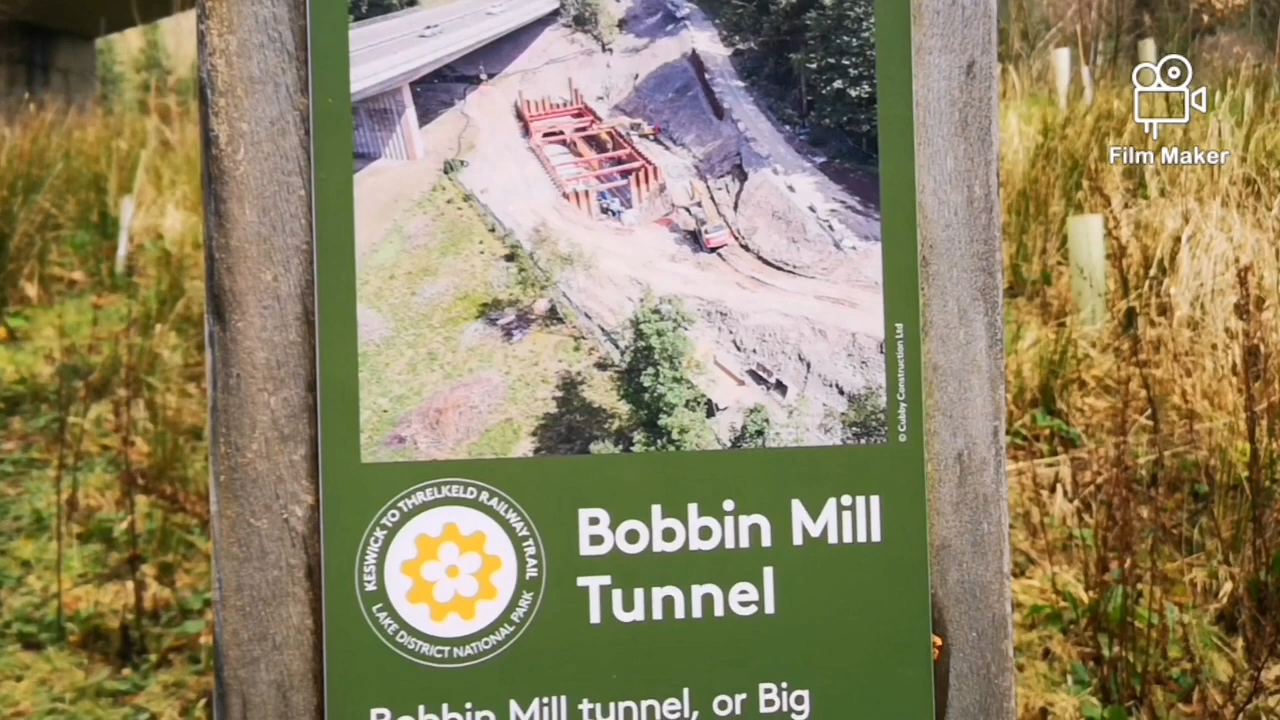 Film Maker
© Cubby Construction Ltd
KESWICK TO THRELKELD RAILWAY TRAIL
LAKE DISTRICT NATIONAL PARK
Bobbin Mill
Tunnel
Bobbin Mill tunnel, or Big